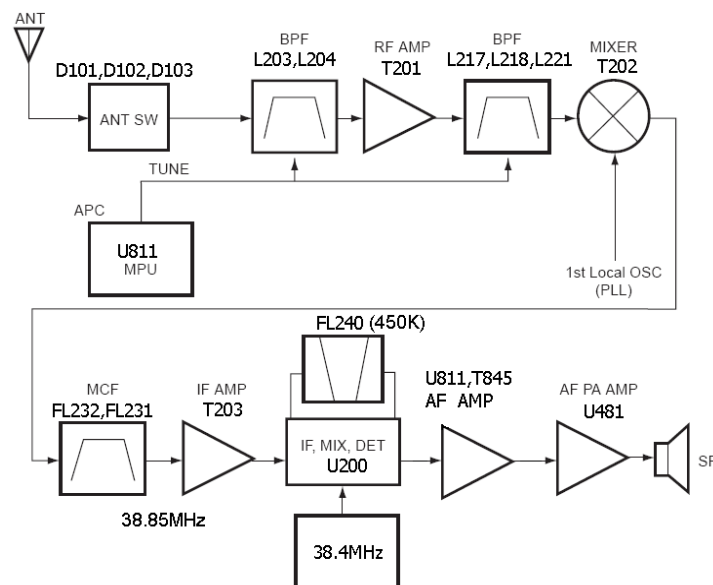 ANT
D101,D102,D103
ANT SW
BPF
L203,L204
RF AMP
T201
BPF
L217,L218,L221
MIXER
T202
TUNE
APC
U811
MPU
1st Local OSC
(PLL)
FL240 (450K)
MCF
FL232,FL231
38.85MHz
IF AMP
T203
IF, MIX, DET
U200
38.4MHz
U811,T845
AF AMP
AF PA AMP
U481